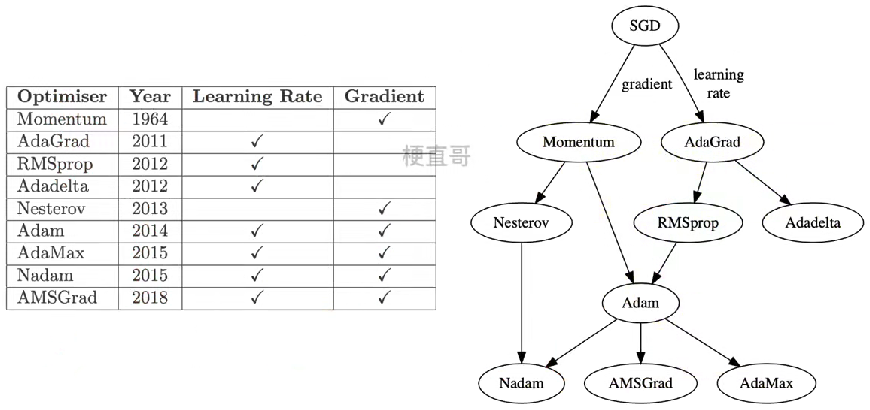 Optimiser Year Learning Rate Gradient
Momentum 1964 ✓
AdaGrad 2011 ✓
RMSprop 2012 ✓
Adadelta 2012 ✓
Nesterov 2013 ✓
Adam 2014 ✓ ✓
AdaMax 2015 ✓ ✓
Nadam 2015 ✓ ✓
AMSGrad 2018 ✓ ✓
梗直哥
SGD
gradient
learning
rate
Momentum AdaGrad
Nesterov RMSprop Adadelta
Adam
Nadam AMSGrad AdaMax